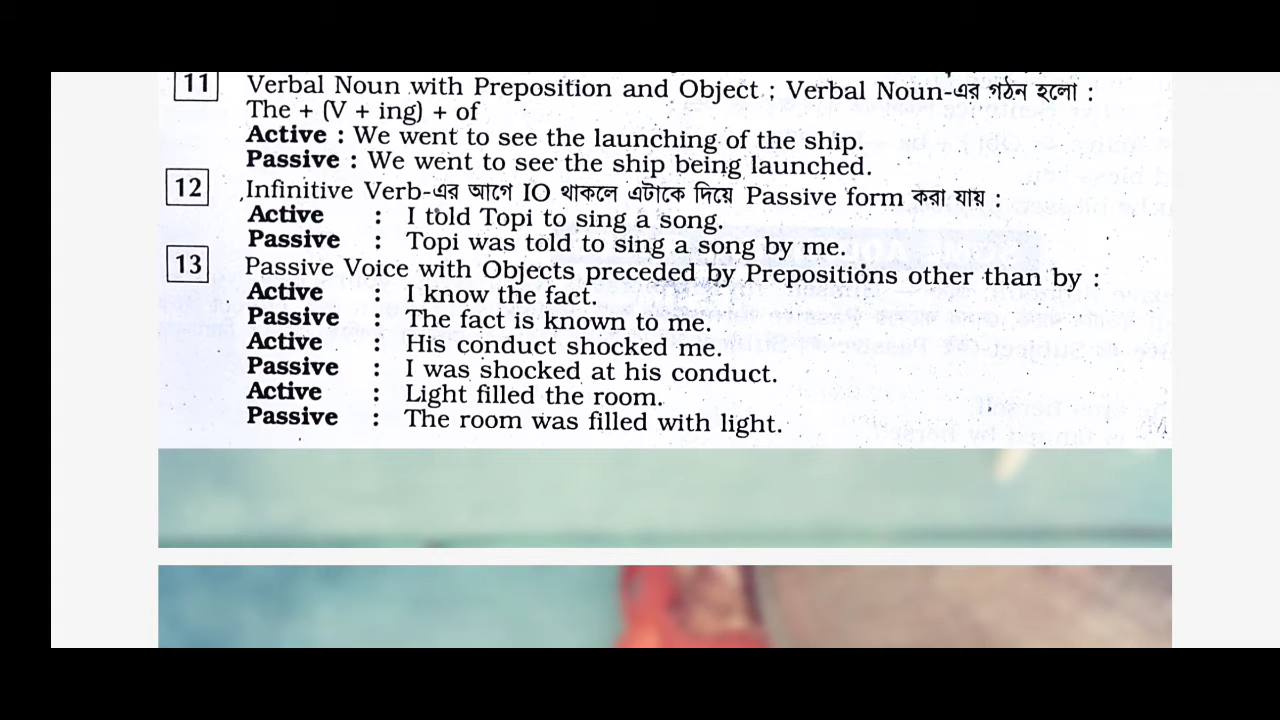 11 Verbal Noun with Preposition and Object ; Verbal Noun-এর গঠন হলো :
The + (V + ing) + of
Active : We went to see the launching of the ship.
Passive : We went to see the ship being launched.
12 Infinitive Verb-এর আগে IO থাকলে এটাকে দিয়ে Passive form করা যায় :
Active : I told Topi to sing a song.
Passive : Topi was told to sing a song by me.
13 Passive Voice with Objects preceded by Prepositions other than by :
Active : I know the fact.
Passive : The fact is known to me.
Active : His conduct shocked me.
Passive : I was shocked at his conduct.
Active : Light filled the room.
Passive : The room was filled with light.